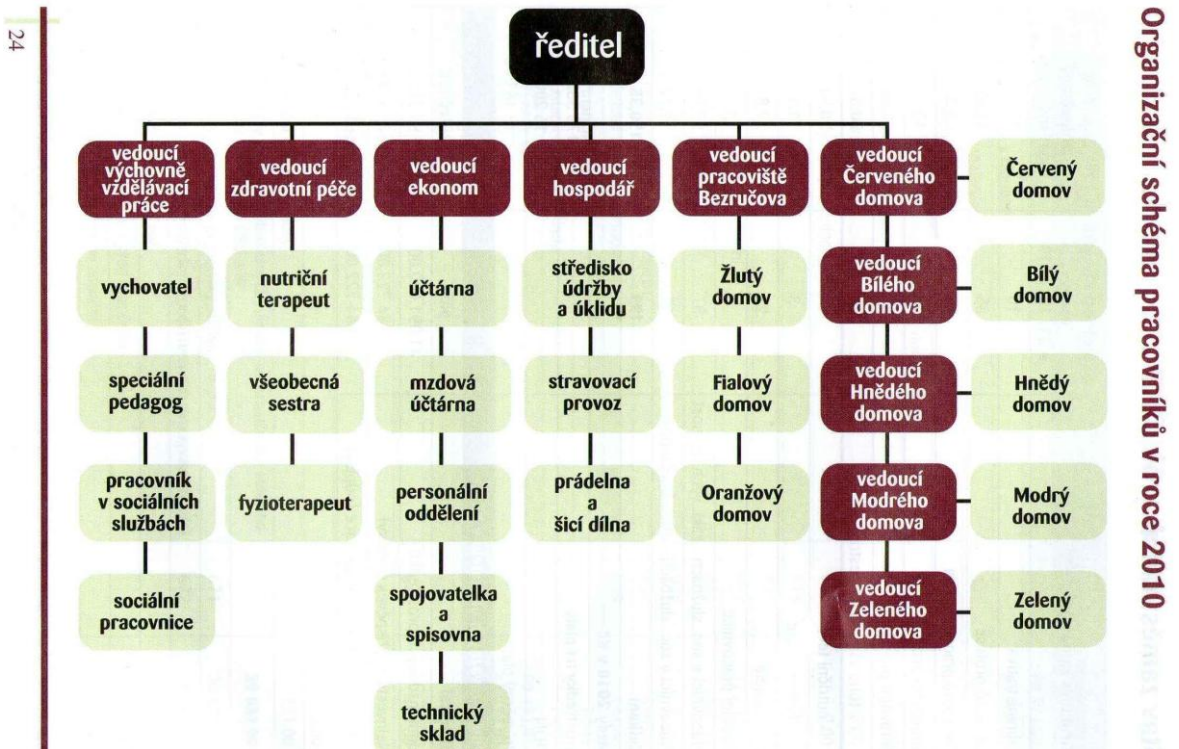 Organizační schéma pracovníků v roce 2010
ředitel
vedoucí
výchovně
vzdělávací
práce
vedoucí
zdravotní péče
vedoucí
ekonom
vedoucí
hospodář
vedoucí
pracoviště
Bezručova
vedoucí
Červeného
domova
Červený
domov
vychovatel
nutriční
terapeut
účtárna
středisko
údržby
a úklidu
Žlutý
domov
vedoucí
Bílého
domova
Bílý
domov
speciální
pedagog
všeobecná
sestra
mzdová
účtárna
stravovací
provoz
Fialový
domov
vedoucí
Hnědého
domova
Hnědý
domov
pracovník
v sociálních
službách
fyzioterapeut
personální
oddělení
prádelna
a
šicí dílna
Oranžový
domov
vedoucí
Modrého
domova
Modrý
domov
sociální
pracovnice
spojovatelka
a
spisovna
vedoucí
Zeleného
domova
Zelený
domov
technický
sklad
24